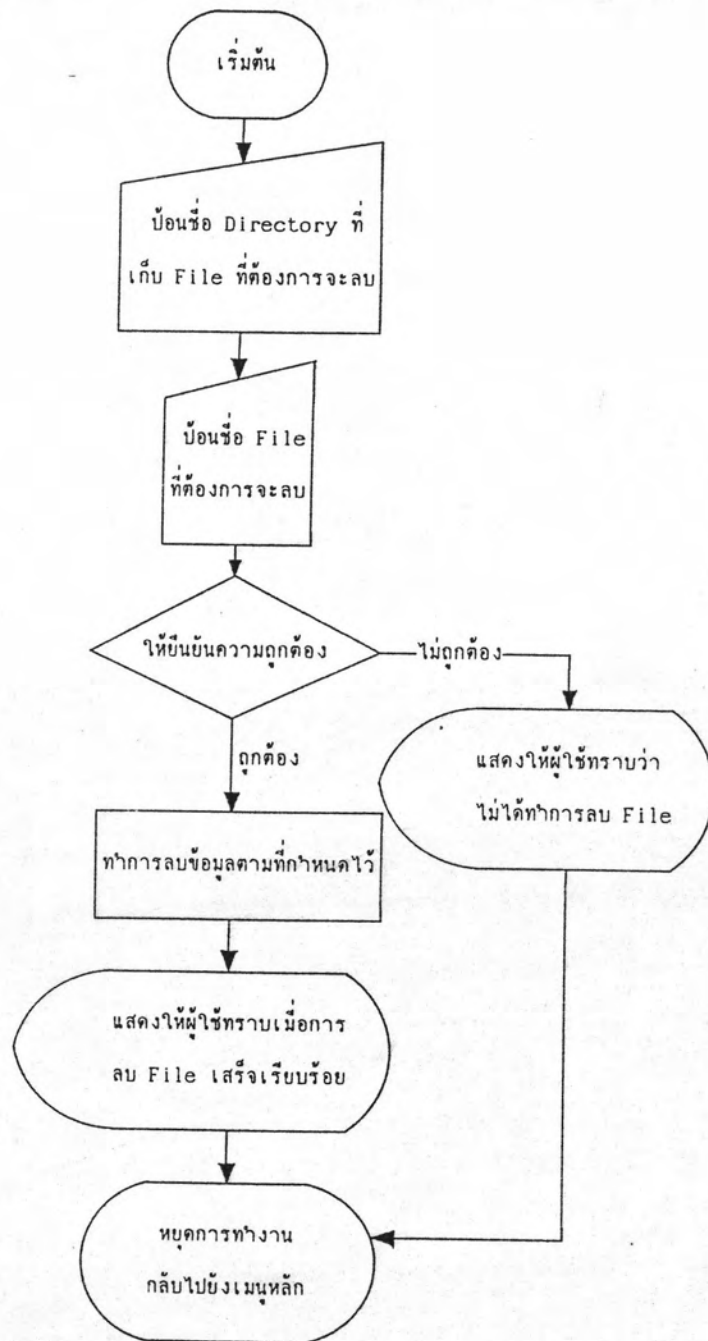 เริ่มต้น
ป้อนชื่อ Directory ที่
เก็บ File ที่ต้องการจะลบ
ป้อนชื่อ File
ที่ต้องการจะลบ
ให้ยืนยันความถูกต้อง
ไม่ถูกต้อง
ถูกต้อง
แสดงให้ผู้ใช้ทราบว่า
ไม่ได้ทำการลบ File
ทำการลบข้อมูลตามที่กำหนดไว้
แสดงให้ผู้ใช้ทราบเมื่อการ
ลบ File เสร็จเรียบร้อย
หยุดการทำงาน
กลับไปยังเมนูหลัก